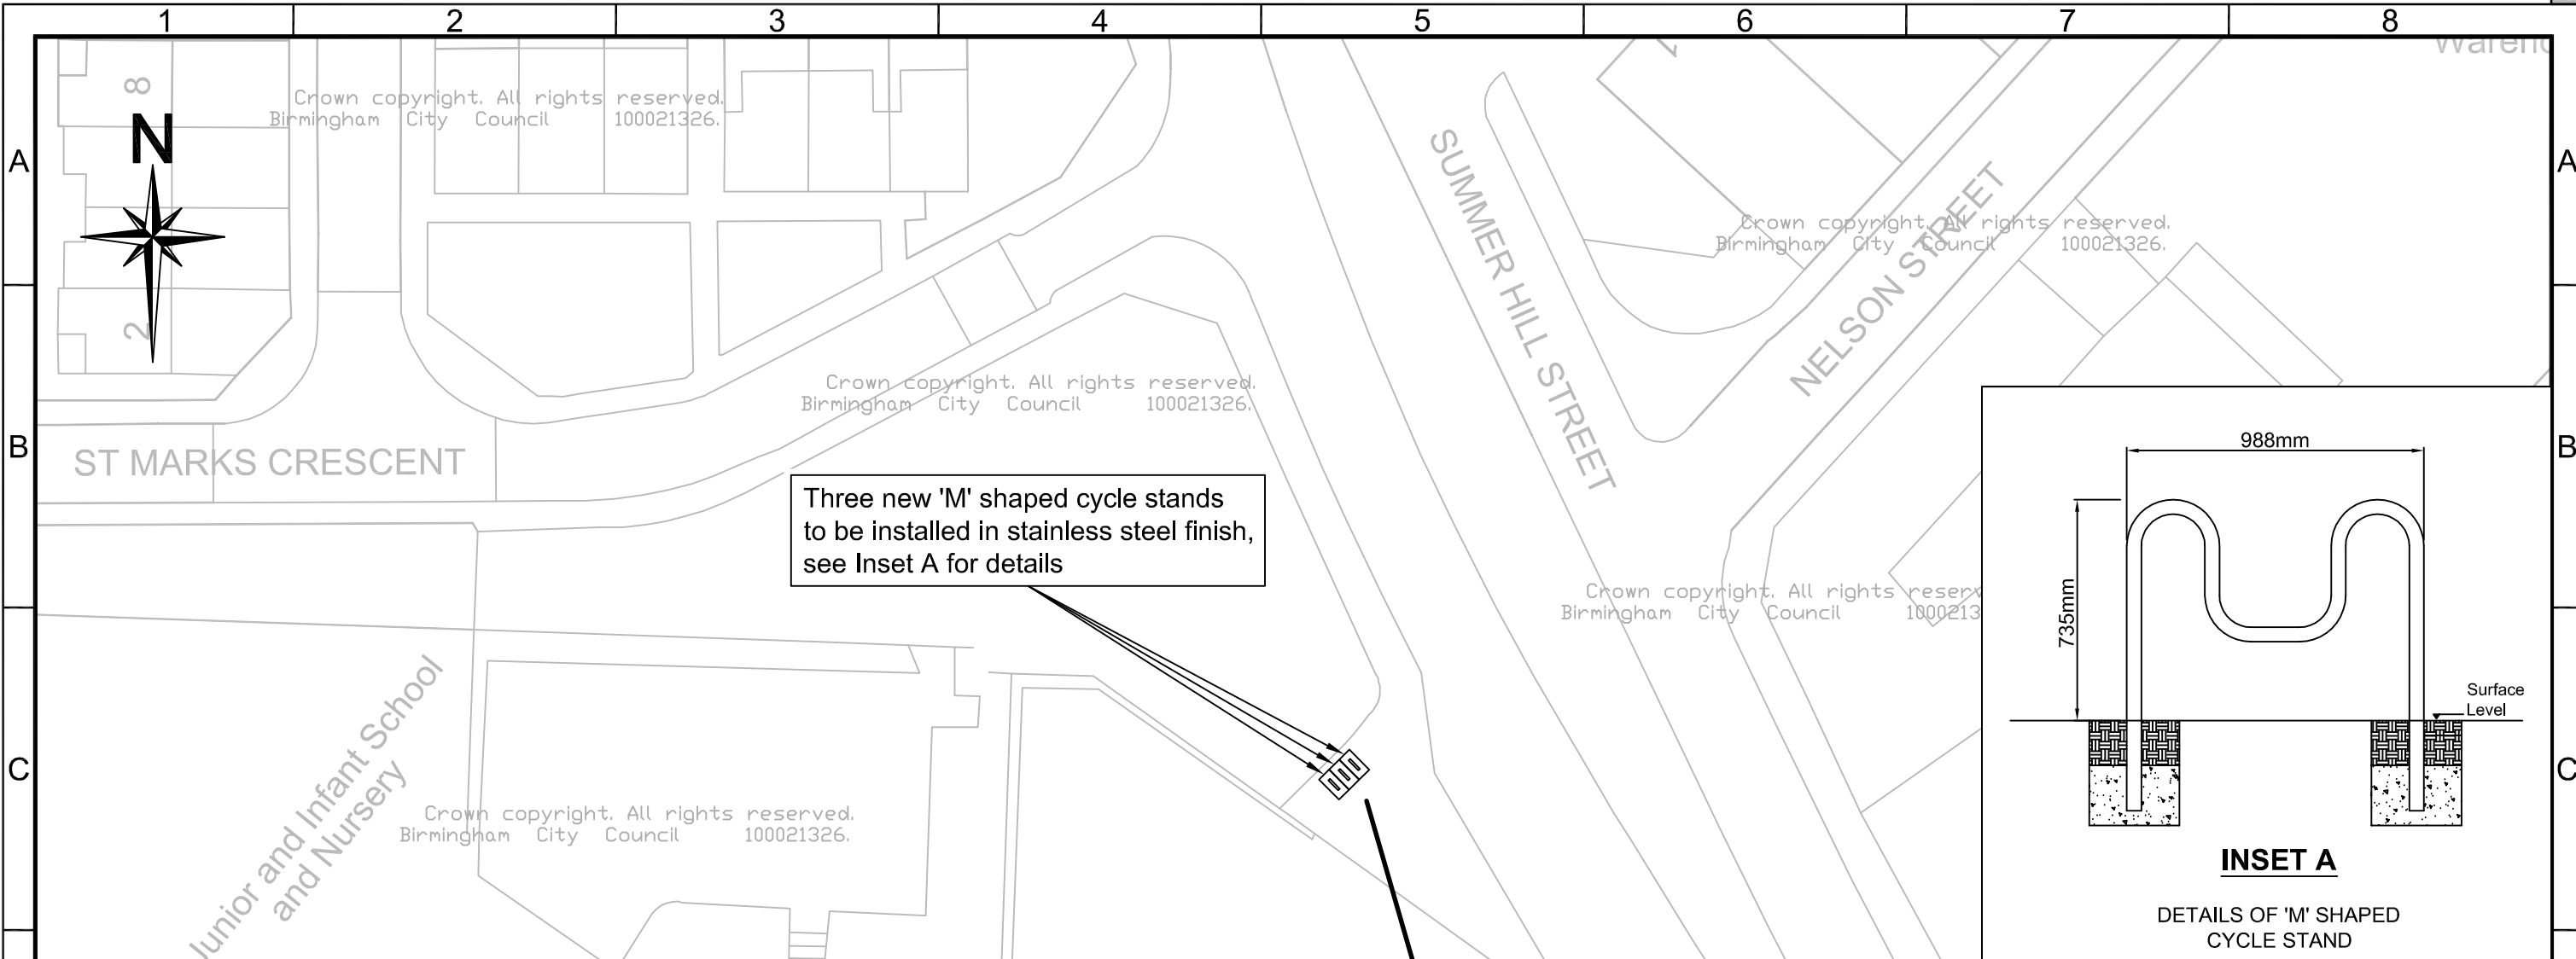 1 2 3 4 5 6 7 8
A
A
B
B
C
C
8
2
N
Crown copyright. All rights reserved.
Birmingham City Council 100021326.
SUMMER HILL STREET
NELSON STREET
Crown copyright. All rights reserved.
Birmingham City Council 100021326.
Crown copyright. All rights reserved.
Birmingham City Council 100021326.
ST MARKS CRESCENT
Three new 'M' shaped cycle stands
to be installed in stainless steel finish,
see Inset A for details
Crown copyright. All rights reserv
Birmingham City Council 1000213
Junior and Infant School
and Nursery
Crown copyright. All rights reserved.
Birmingham City Council 100021326.
988mm
735mm
Surface
Level
INSET A
DETAILS OF 'M' SHAPED
CYCLE STAND